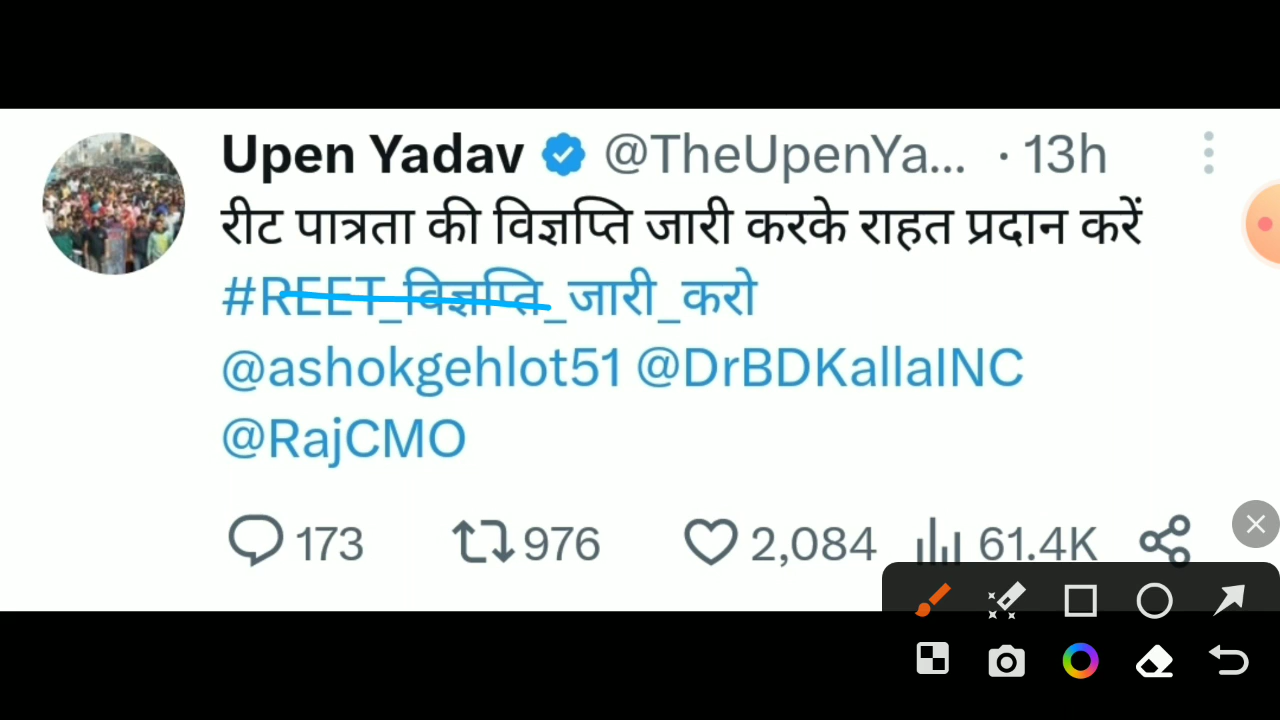 Upen Yadav @TheUpenYa... · 13h
रीट पात्रता की विज्ञप्ति जारी करके राहत प्रदान करें
#REET_विज्ञप्ति_जारी_करो
@ashokgehlot51 @DrBDKallaINC
@RajCMO
173 976 2,084 61.4K